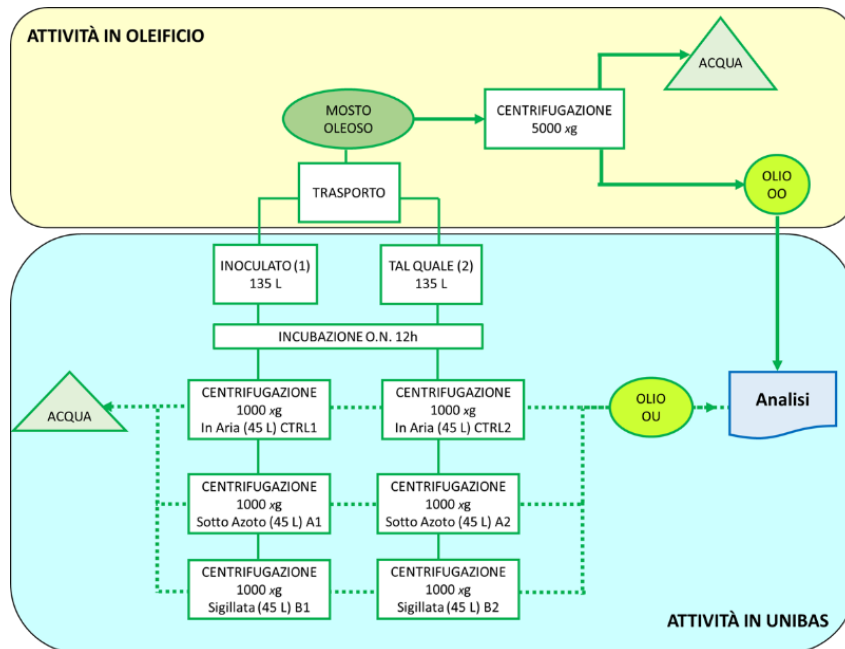 ATTIVITÀ IN OLEIFICIO
ACQUA
MOSTO
OLEOSO
CENTRIFUGAZIONE
5000 xg
TRASPORTO
OLIO
OO
INOCULATO (1)
135 L
TAL QUALE (2)
135 L
INCUBAZIONE O.N. 12h
ACQUA
CENTRIFUGAZIONE
1000 xg
In Aria (45 L) CTRL1
CENTRIFUGAZIONE
1000 xg
In Aria (45 L) CTRL2
OLIO
OU
Analisi
CENTRIFUGAZIONE
1000 xg
Sotto Azoto (45 L) A1
CENTRIFUGAZIONE
1000 xg
Sotto Azoto (45 L) A2
CENTRIFUGAZIONE
1000 xg
Sigillata (45 L) B1
CENTRIFUGAZIONE
1000 xg
Sigillata (45 L) B2
ATTIVITÀ IN UNIBAS